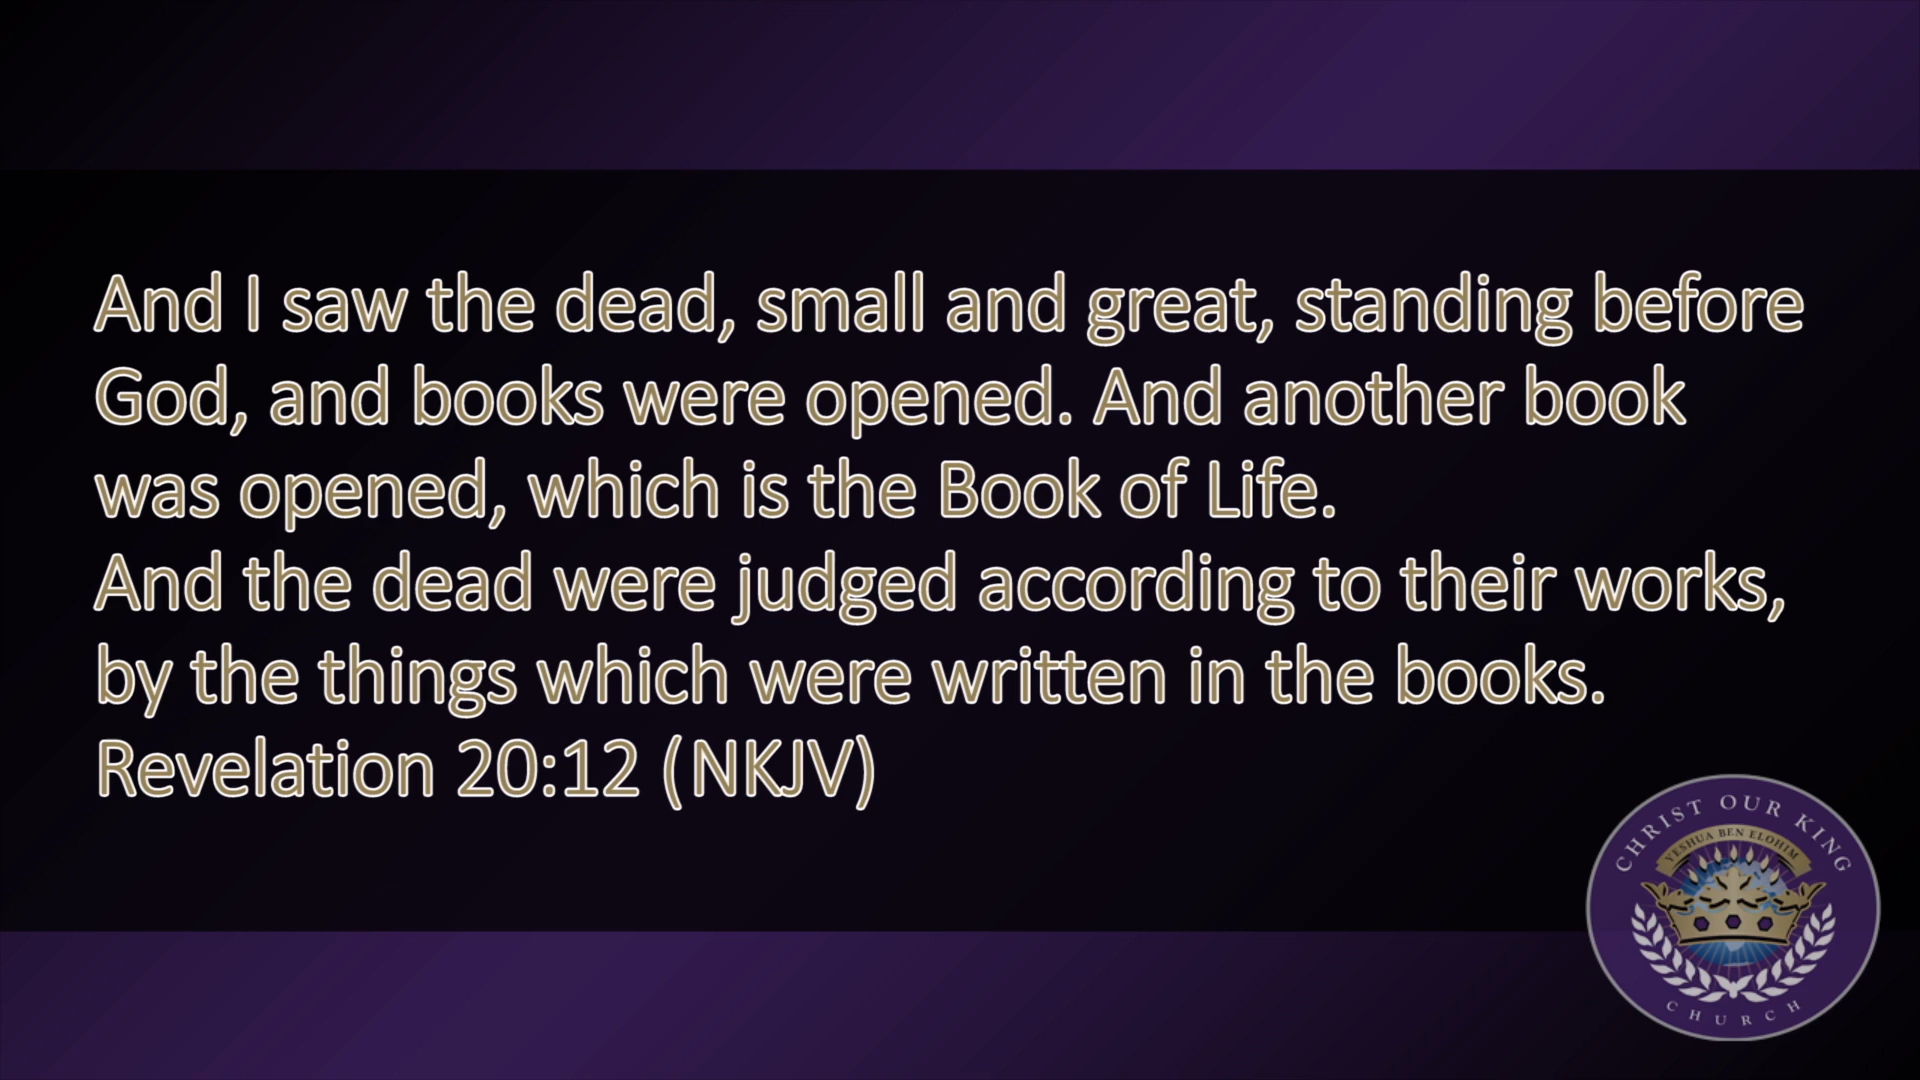 And I saw the dead, small and great, standing before
God, and books were opened. And another book
was opened, which is the Book of Life.
And the dead were judged according to their works,
by the things which were written in the books.
Revelation 20:12 (NKJV)
CHRIST OUR KING
YESHUA BEN ELOHIM
CHURCH